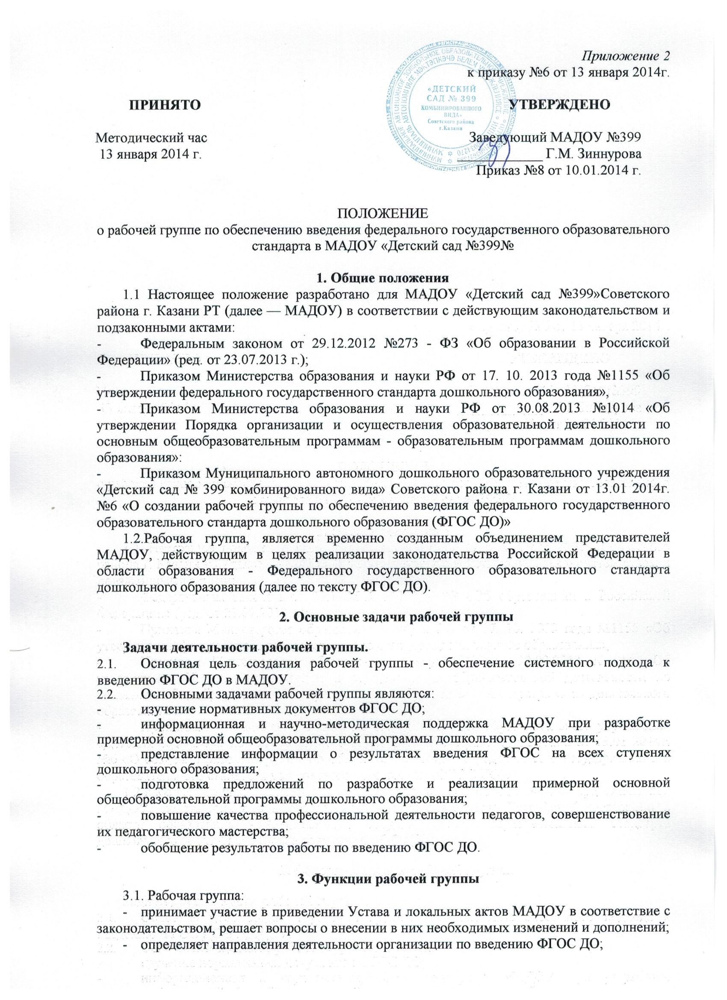 Приложение 2
к приказу №6 от 13 января 2014г.
«ДЕТСКИЙ
САД № 399
КОМБИНИРОВАННОГО
ВИДА»
Советского района
г.Казани
ПРИНЯТО
УТВЕРЖДЕНО
Методический час
13 января 2014 г.
Заведующий МАДОУ №399
Г.М. Зиннурова
Приказ №8 от 10.01.2014 г.
ПОЛОЖЕНИЕ
о рабочей группе по обеспечению введения федерального государственного образовательного
стандарта в МАДОУ «Детский сад №399№
1. Общие положения
1.1 Настоящее положение разработано для МАДОУ «Детский сад №399»Советского
района г. Казани РТ (далее — МАДОУ) в соответствии с действующим законодательством и
подзаконными актами:
- Федеральным законом от 29.12.2012 №273 - ФЗ «Об образовании в Российской
Федерации» (ред. от 23.07.2013 г.);
- Приказом Министерства образования и науки РФ от 17. 10. 2013 года №1155 «Об
утверждении федерального государственного стандарта дошкольного образования»,
- Приказом Министерства образования и науки РФ от 30.08.2013 №1014 «Об
утверждении Порядка организации и осуществления образовательной деятельности по
основным общеобразовательным программам - образовательным программам дошкольного
образования»:
- Приказом Муниципального автономного дошкольного образовательного учреждения
«Детский сад № 399 комбинированного вида» Советского района г. Казани от 13.01 2014г.
№6 «О создании рабочей группы по обеспечению введения федерального государственного
образовательного стандарта дошкольного образования (ФГОС ДО)»
1.2.Рабочая группа, является временно созданным объединением представителей
МАДОУ, действующим в целях реализации законодательства Российской Федерации в
области образования - Федерального государственного образовательного стандарта
дошкольного образования (далее по тексту ФГОС ДО).
2. Основные задачи рабочей группы
Задачи деятельности рабочей группы.
2.1. Основная цель создания рабочей группы - обеспечение системного подхода к
введению ФГОС ДО в МАДОУ.
2.2. Основными задачами рабочей группы являются:
- изучение нормативных документов ФГОС ДО;
- информационная и научно-методическая поддержка МАДОУ при разработке
примерной основной общеобразовательной программы дошкольного образования;
- представление информации о результатах введения ФГОС на всех ступенях
дошкольного образования;
- подготовка предложений по разработке и реализации примерной основной
общеобразовательной программы дошкольного образования;
- повышение качества профессиональной деятельности педагогов, совершенствование
их педагогического мастерства;
- обобщение результатов работы по введению ФГОС ДО.
3. Функции рабочей группы
3.1. Рабочая группа:
- принимает участие в приведении Устава и локальных актов МАДОУ в соответствие с
законодательством, решает вопросы о внесении в них необходимых изменений и дополнений;
- определяет направления деятельности организации по введению ФГОС ДО;